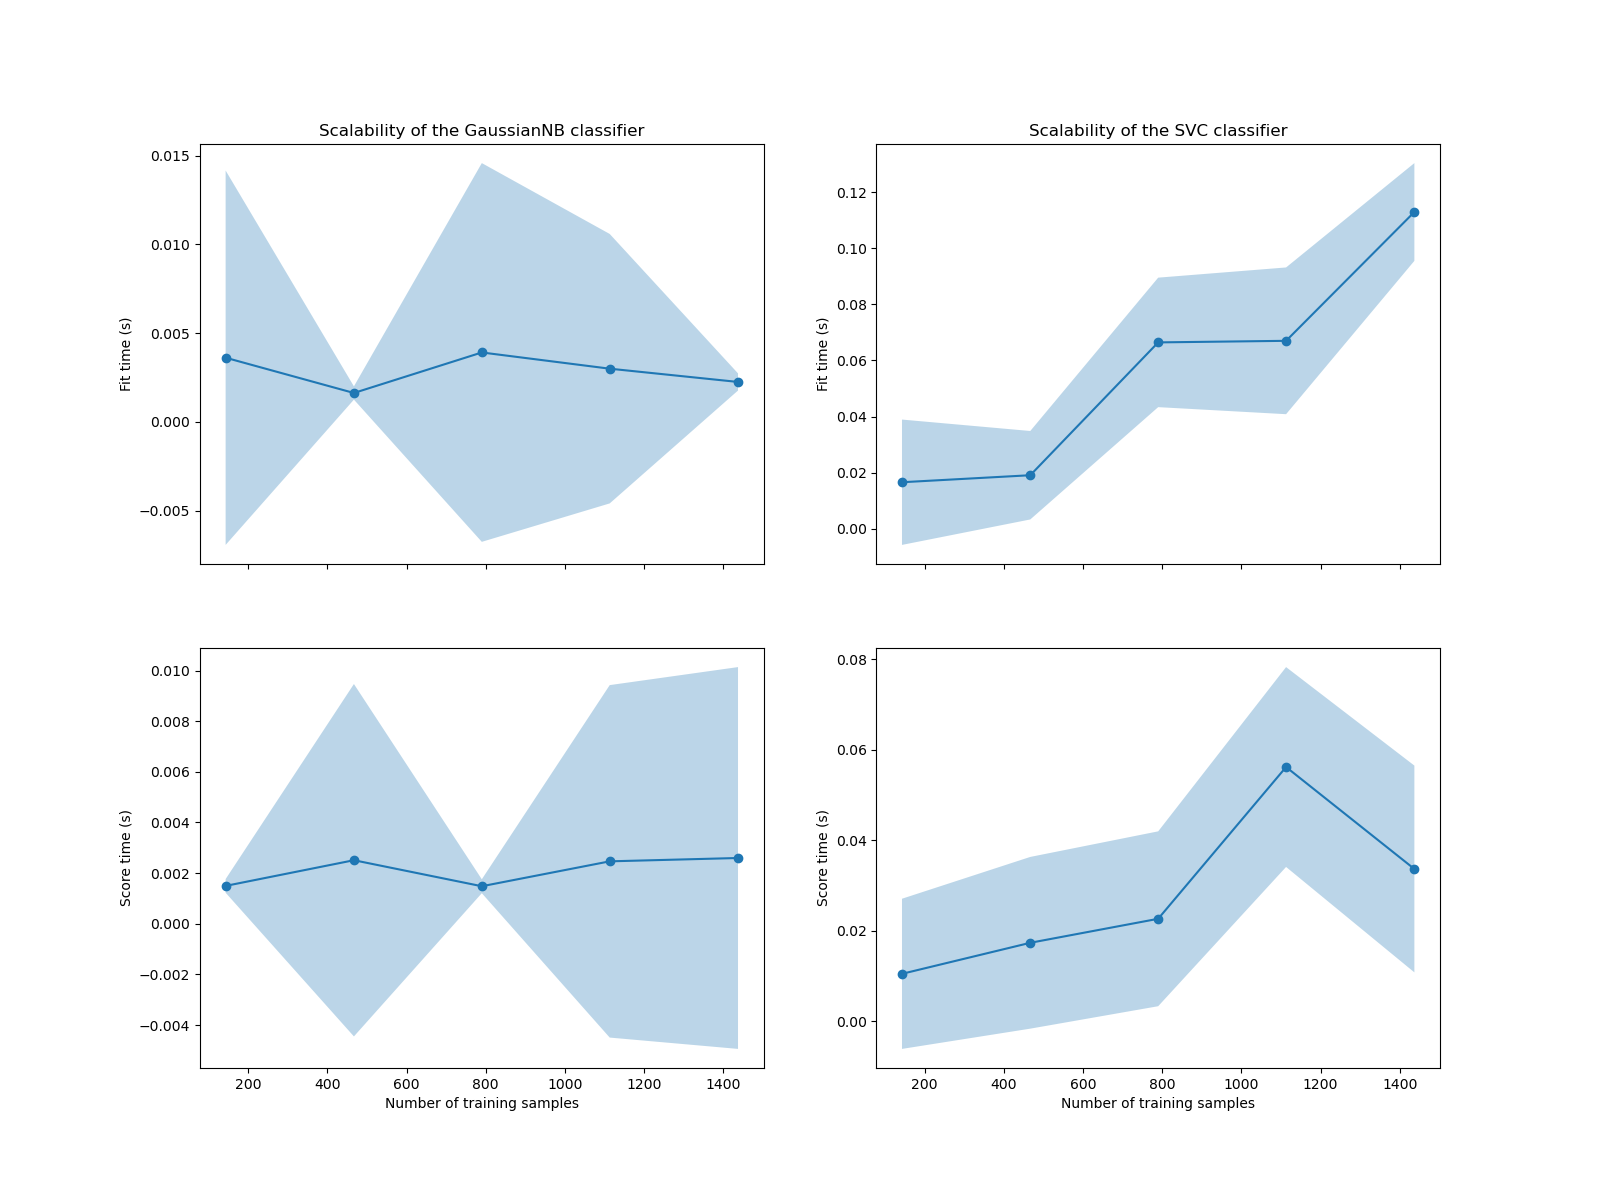 Scalability of the GaussianNB classifier
0.015
0.010
0.005
0.000
−0.005
Fit time (s)
Scalability of the SVC classifier
0.12
0.10
0.08
0.06
0.04
0.02
0.00
Fit time (s)
0.010
0.008
0.006
0.004
0.002
0.000
−0.002
−0.004
Score time (s)
200 400 600 800 1000 1200 1400
Number of training samples
0.08
0.06
0.04
0.02
0.00
Score time (s)
200 400 600 800 1000 1200 1400
Number of training samples